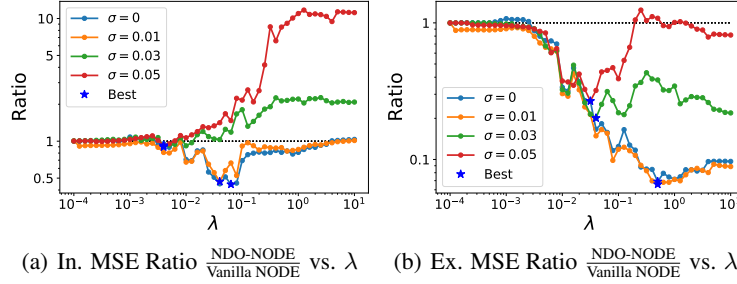 10
5
1
0.5
Ratio
σ = 0
σ = 0.01
σ = 0.03
σ = 0.05
Best
10⁻⁴ 10⁻³ 10⁻² 10⁻¹ 10⁰ 10¹
λ
(a) In. MSE Ratio NDO-NODE/Vanilla NODE vs. λ
1
0.1
Ratio
σ = 0
σ = 0.01
σ = 0.03
σ = 0.05
Best
10⁻⁴ 10⁻³ 10⁻² 10⁻¹ 10⁰ 10¹
λ
(b) Ex. MSE Ratio NDO-NODE/Vanilla NODE vs. λ